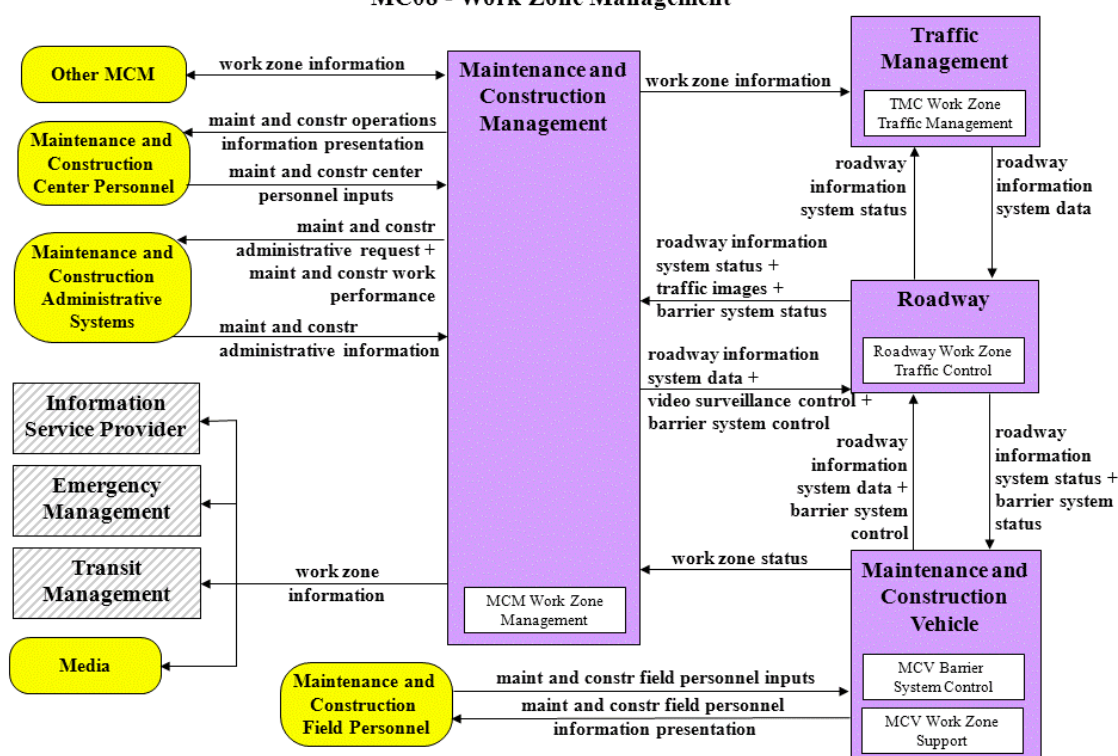 MC08 - Work Zone Management
Other MCM
work zone information
Maintenance and
Construction
Management
MCM Work Zone
Management
work zone information
Traffic
Management
TMC Work Zone
Traffic Management
Maintenance and
Construction
Center Personnel
maint and constr operations
information presentation
maint and constr center
personnel inputs
roadway
information
system status
roadway
information
system data
Maintenance and
Construction
Administrative
Systems
maint and constr
administrative request +
maint and constr work
performance
maint and constr
administrative information
roadway information
system status +
traffic images +
barrier system status
roadway information
system data +
video surveillance control +
barrier system control
Roadway
Roadway Work Zone
Traffic Control
roadway
information
system data +
barrier system
control
roadway
information
system status +
barrier system
status
Information
Service Provider
Emergency
Management
Transit
Management
Media
work zone
information
work zone status
Maintenance and
Construction
Vehicle
MCV Barrier
System Control
MCV Work Zone
Support
Maintenance and
Construction
Field Personnel
maint and constr field personnel inputs
maint and constr field personnel
information presentation